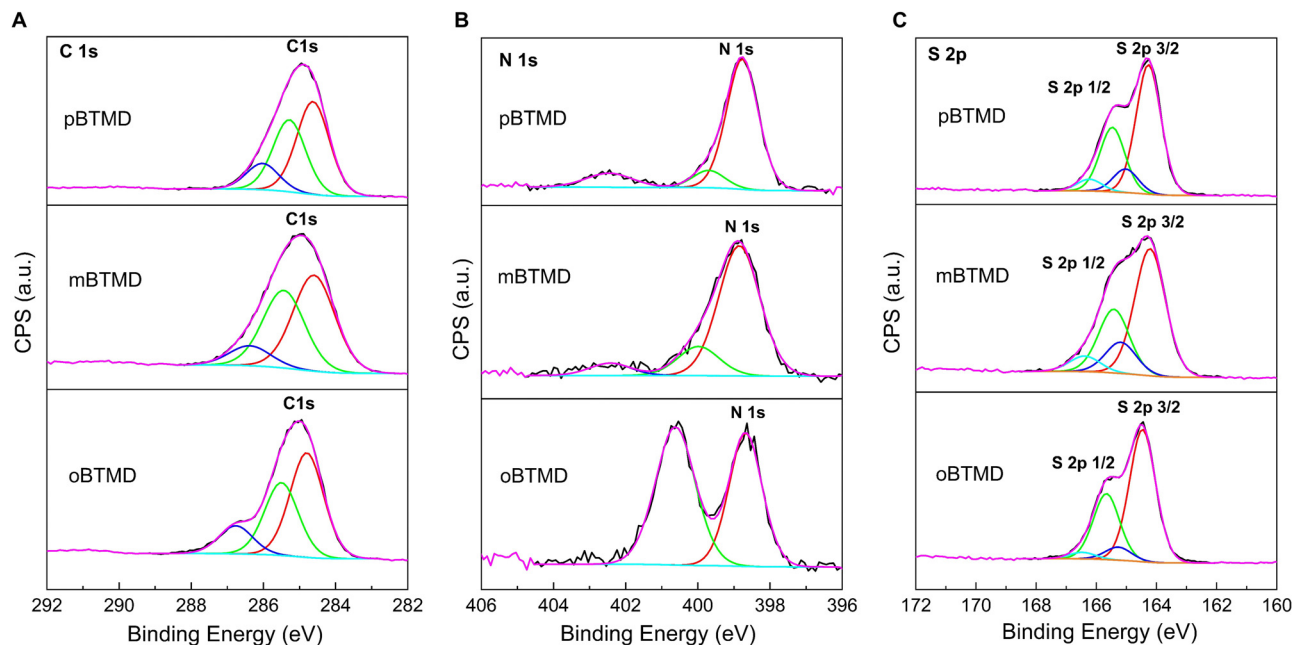 A
C 1s
C1s
pBTMD
C1s
mBTMD
C1s
oBTMD
CPS (a.u.)
292 290 288 286 284 282
Binding Energy (eV)
B
N 1s
N 1s
pBTMD
N 1s
mBTMD
N 1s
oBTMD
CPS (a.u.)
406 404 402 400 398 396
Binding Energy (eV)
C
S 2p
S 2p 3/2
S 2p 1/2
pBTMD
S 2p 3/2
S 2p 1/2
mBTMD
S 2p 3/2
S 2p 1/2
oBTMD
CPS (a.u.)
172 170 168 166 164 162 160
Binding Energy (eV)